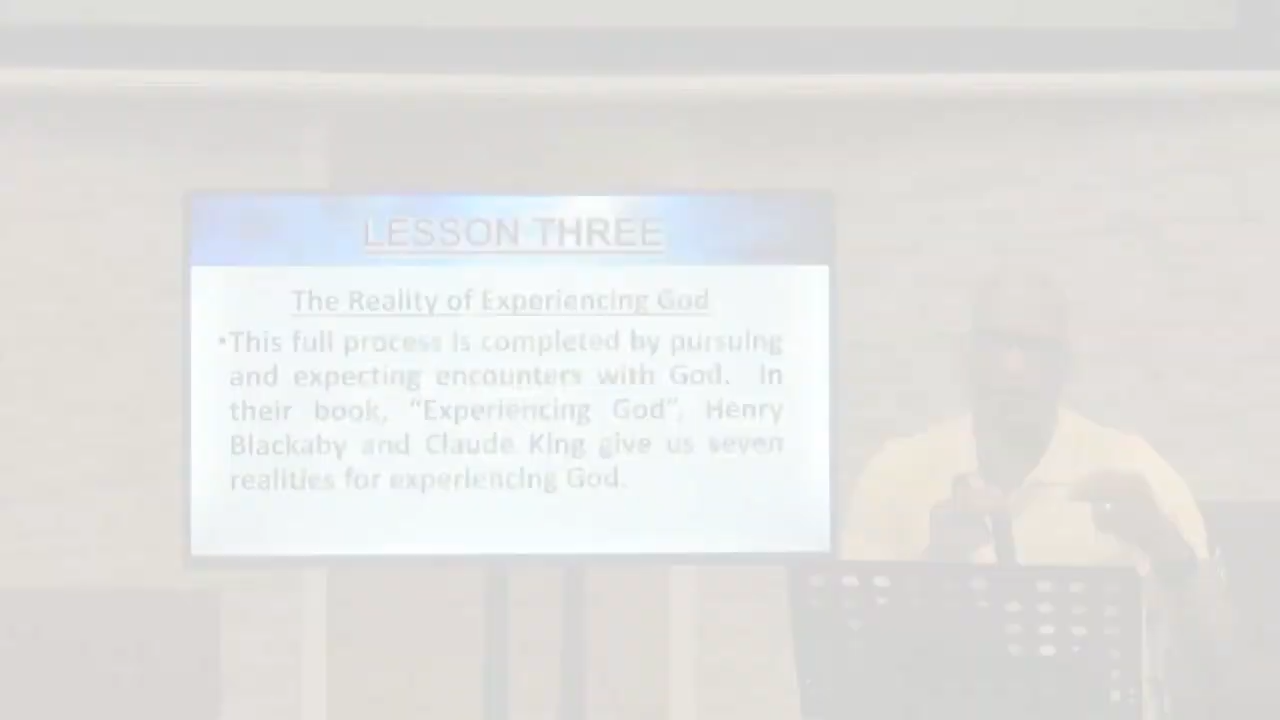 LESSON THREE
The Reality of Experiencing God
•This full process is completed by pursuing
and expecting encounters with God. In
their book, “Experiencing God”, Henry
Blackaby and Claude King give us seven
realities for experiencing God.